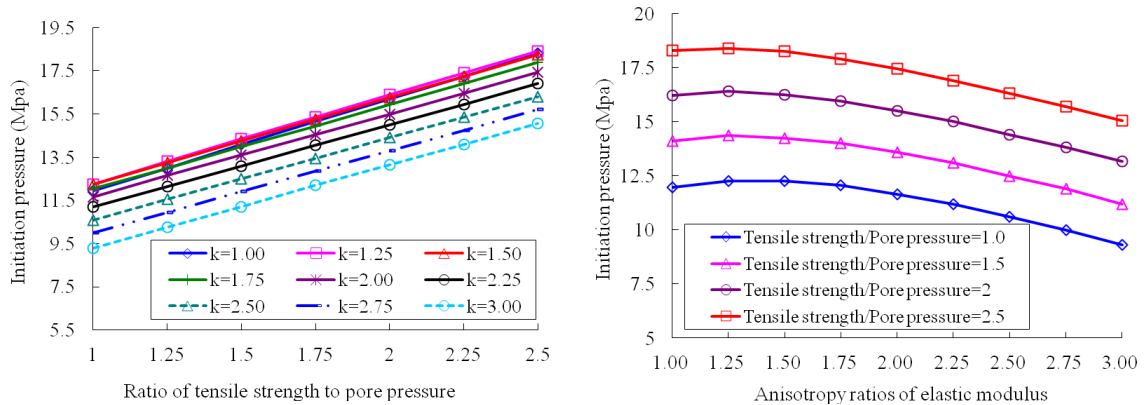 Initiation pressure (Mpa)
19.5
17.5
15.5
13.5
11.5
9.5
7.5
5.5
k=1.00 k=1.25 k=1.50
k=1.75 k=2.00 k=2.25
k=2.50 k=2.75 k=3.00
1 1.25 1.5 1.75 2 2.25 2.5
Ratio of tensile strength to pore pressure
Initiation pressure (Mpa)
20
17.5
15
12.5
10
7.5
5
Tensile strength/Pore pressure=1.0
Tensile strength/Pore pressure=1.5
Tensile strength/Pore pressure=2
Tensile strength/Pore pressure=2.5
1.00 1.25 1.50 1.75 2.00 2.25 2.50 2.75 3.00
Anisotropy ratios of elastic modulus